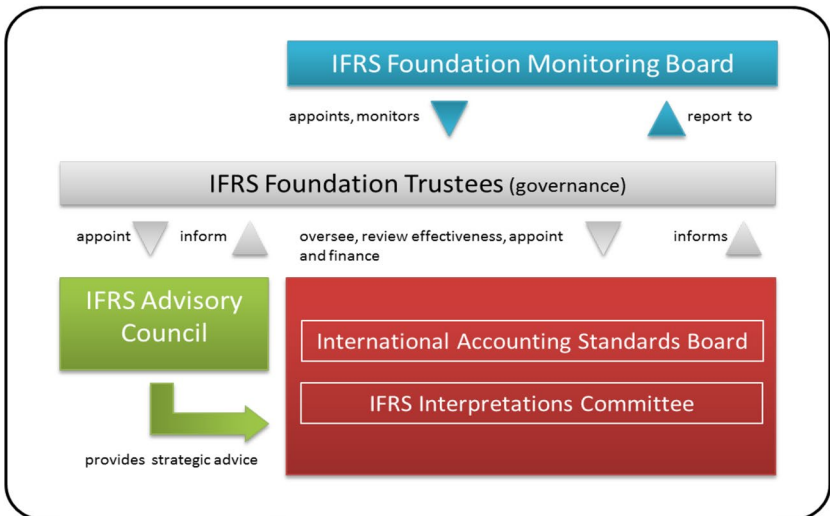 IFRS Foundation Monitoring Board
appoints, monitors
report to
IFRS Foundation Trustees (governance)
appoint
inform
oversee, review effectiveness, appoint
and finance
informs
IFRS Advisory
Council
International Accounting Standards Board
IFRS Interpretations Committee
provides strategic advice